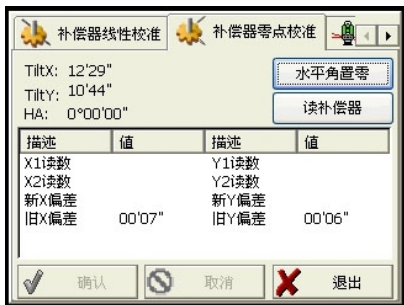 补偿器线性校准 补偿器零点校准
TiltX: 12'29" 水平角置零
TiltY: 10'44"
HA: 0°00'00" 读补偿器
描述 值 描述 值
X1读数 Y1读数
X2读数 Y2读数
新X偏差 新Y偏差
旧X偏差 00'07" 旧Y偏差 00'06"
确认 取消 退出